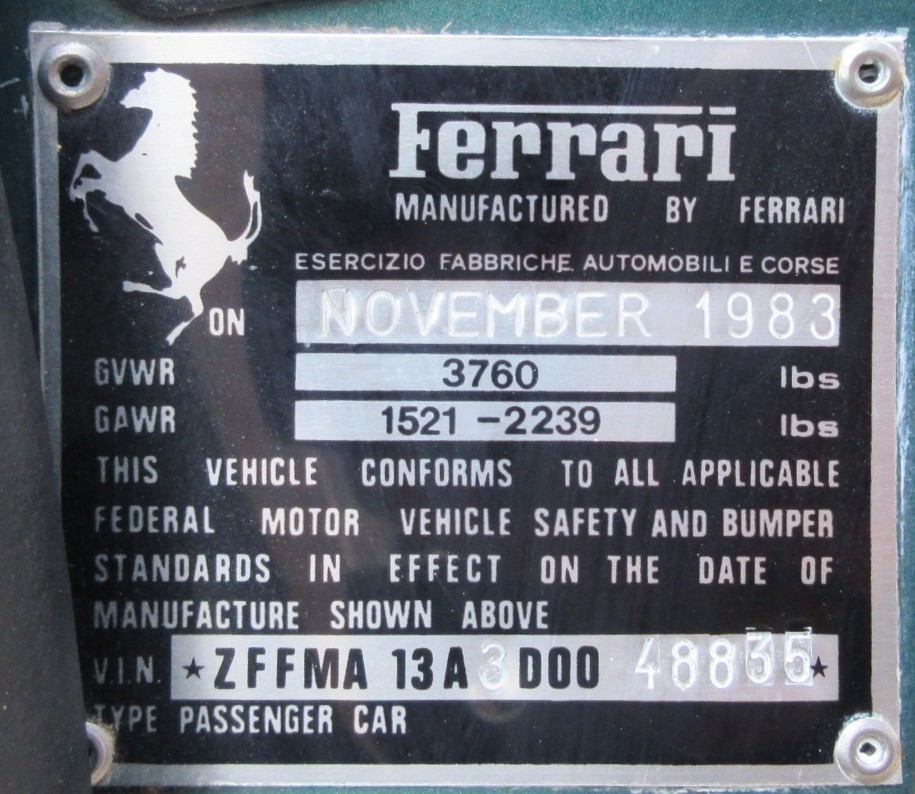 Ferrari
MANUFACTURED BY FERRARI
ESERCIZIO FABBRICHE AUTOMOBILI E CORSE
ON NOVEMBER 1983
GVWR 3760 lbs
GAWR 1521 -2239 lbs
THIS VEHICLE CONFORMS TO ALL APPLICABLE
FEDERAL MOTOR VEHICLE SAFETY AND BUMPER
STANDARDS IN EFFECT ON THE DATE OF
MANUFACTURE SHOWN ABOVE
V.I.N. ★ZFFMA 13A3D00 48835★
TYPE PASSENGER CAR